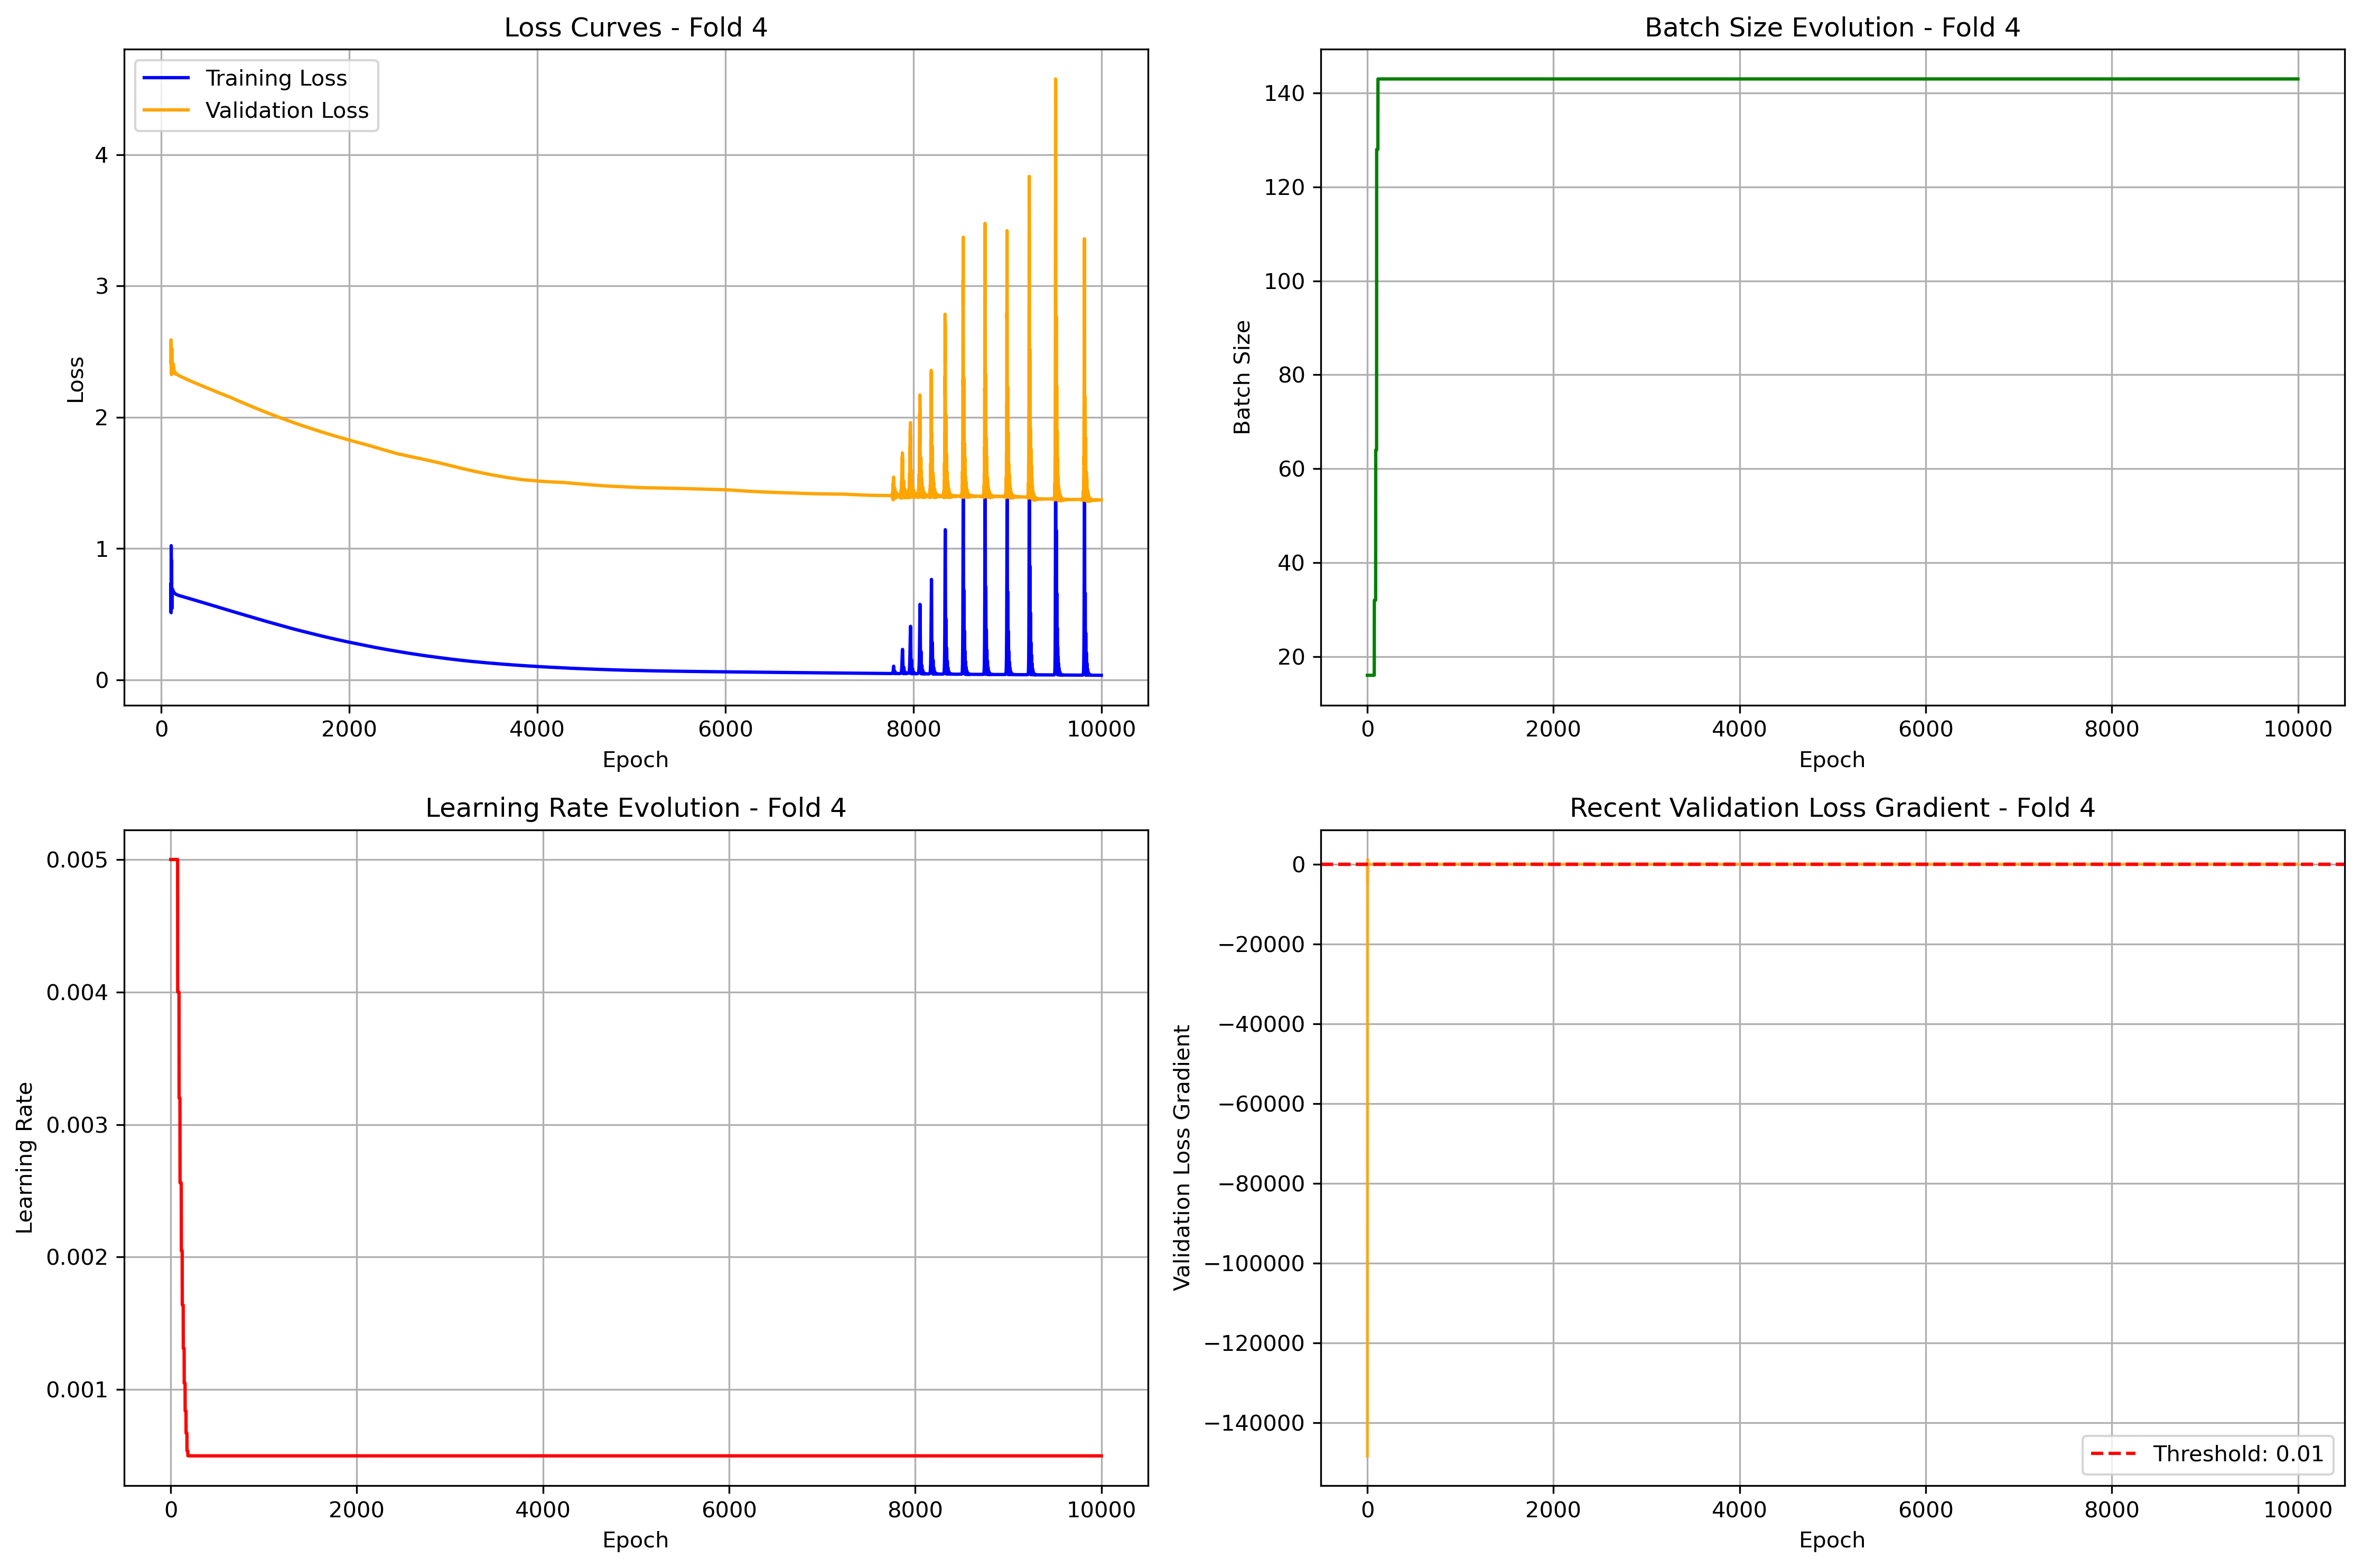 Loss Curves - Fold 4
Training Loss
Validation Loss
4
3
2
1
0
Loss
0 2000 4000 6000 8000 10000
Epoch
Batch Size Evolution - Fold 4
140
120
100
80
60
40
20
Batch Size
0 2000 4000 6000 8000 10000
Epoch
Learning Rate Evolution - Fold 4
0.005
0.004
0.003
0.002
0.001
Learning Rate
0 2000 4000 6000 8000 10000
Epoch
Recent Validation Loss Gradient - Fold 4
0
−20000
−40000
−60000
−80000
−100000
−120000
−140000
Validation Loss Gradient
Threshold: 0.01
0 2000 4000 6000 8000 10000
Epoch